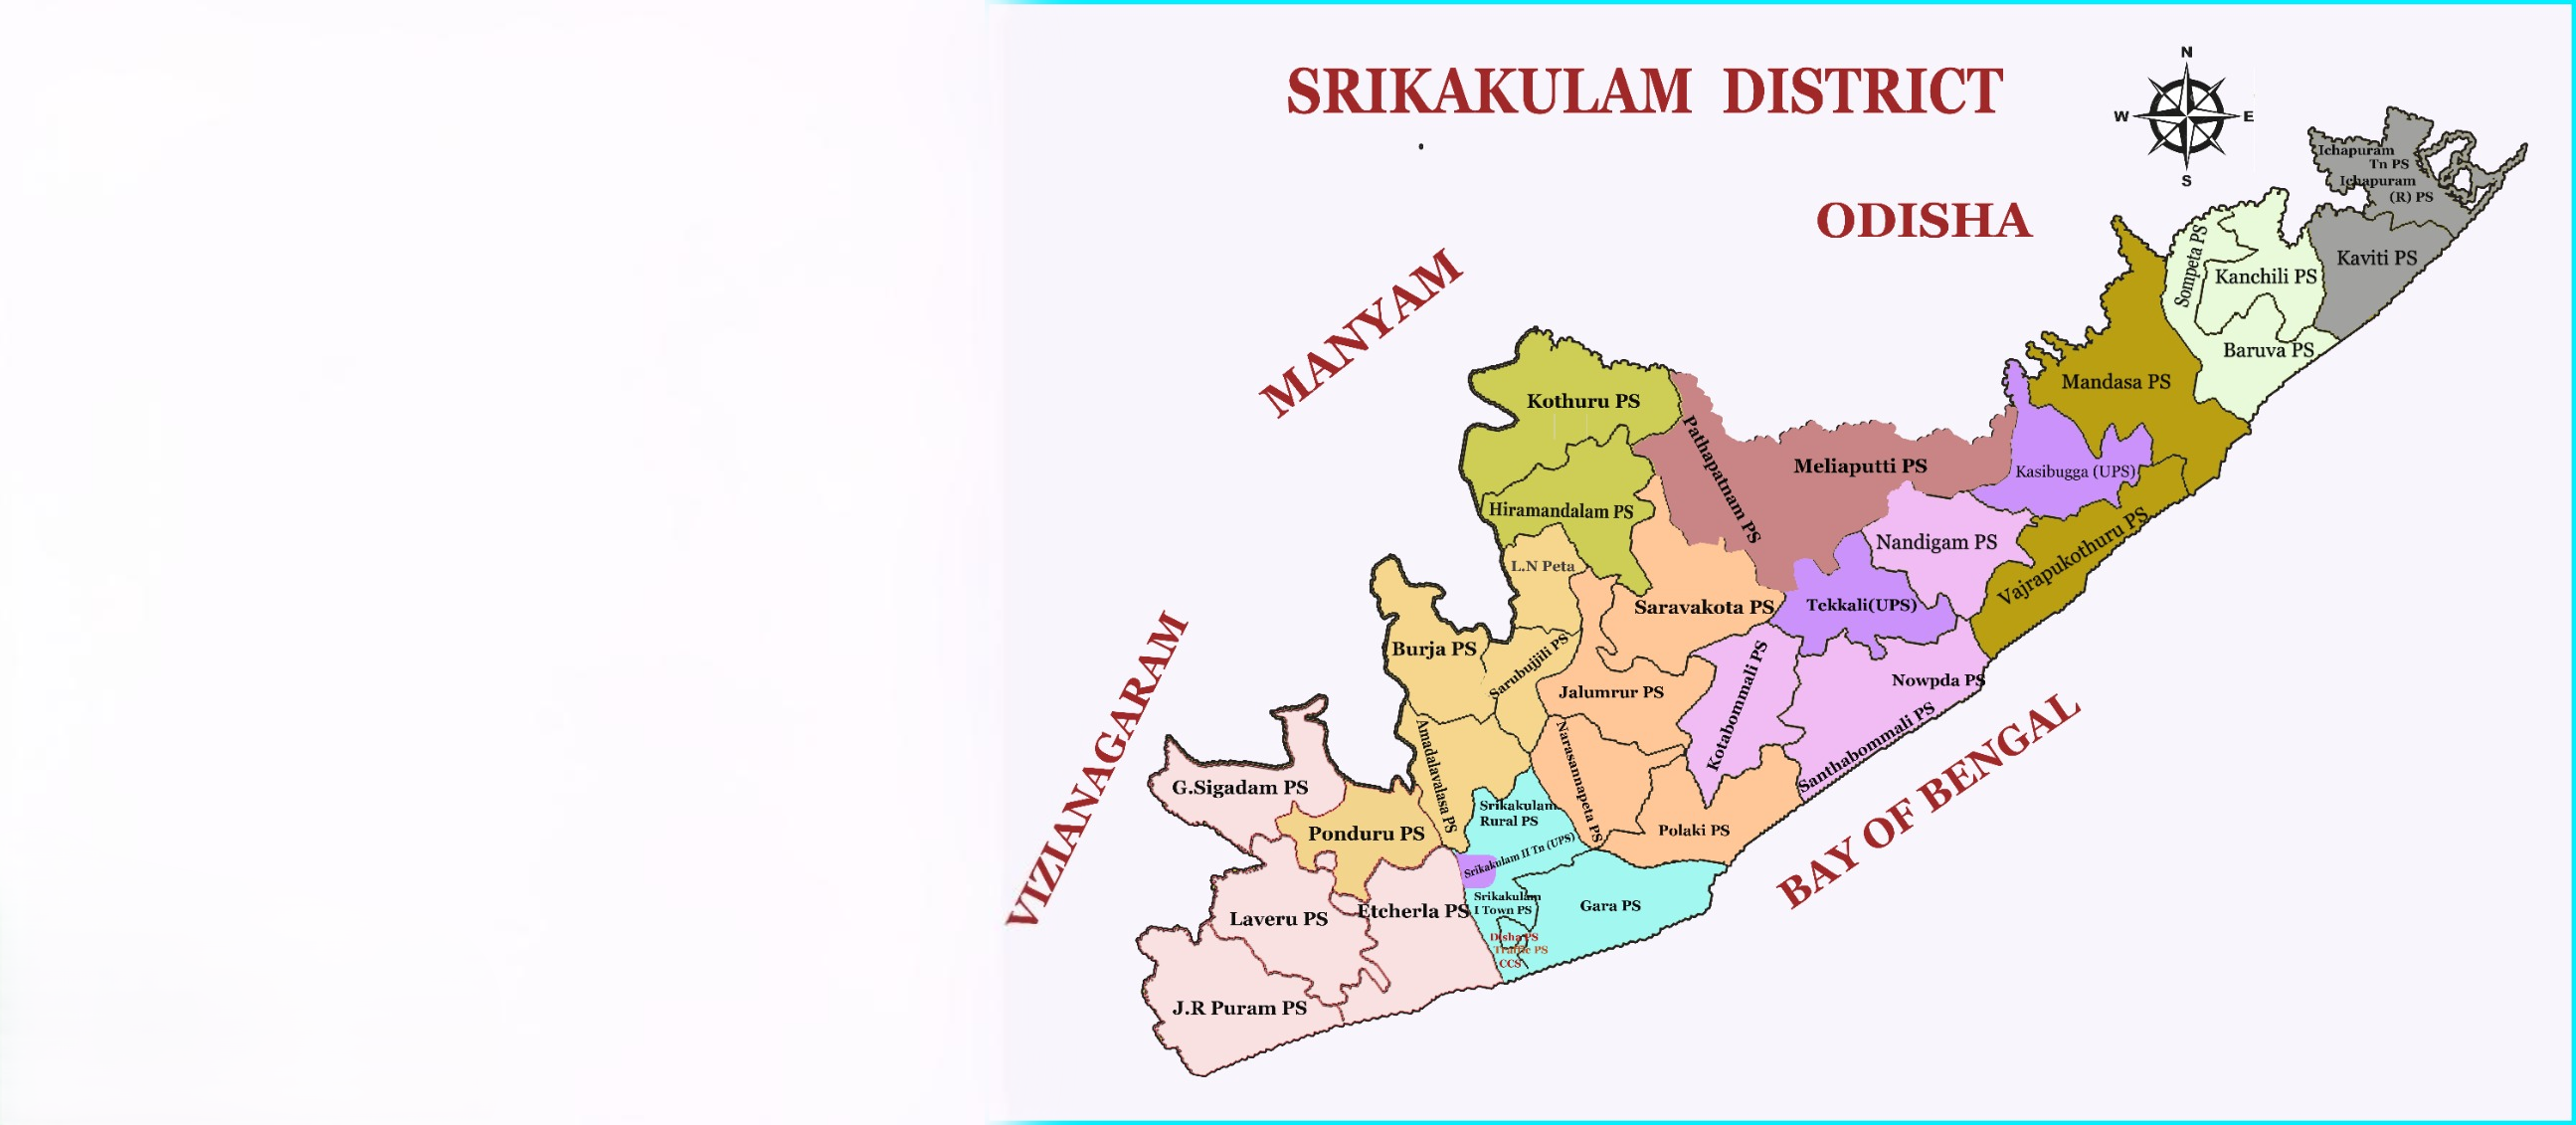 SRIKAKULAM DISTRICT
N
W
E
S
ODISHA
MANYAM
VIZIANAGARAM
BAY OF BENGAL
Ichapuram
Tn PS
Ichapuram
(R) PS
Kaviti PS
Sompeta PS
Kanchili PS
Baruva PS
Mandasa PS
Kasibugga (UPS)
Vajrapukothuru PS
Kothuru PS
Pathapatnam PS
Meliaputti PS
Hiramandalam PS
Nandigam PS
L.N Peta
Saravakota PS
Tekkali(UPS)
Burja PS
Sarubujjili PS
Jalumrur PS
Kotabommali PS
Nowpda PS
Santhabommali PS
Amadalavalasa PS
Narasannapeta PS
G.Sigadam PS
Ponduru PS
Srikakulam
Rural PS
Polaki PS
Srikakulam II Tn (UPS)
Srikakulam
I Town PS
Gara PS
Laveru PS
Etcherla PS
Disha PS
Traffic PS
CCS
J.R Puram PS